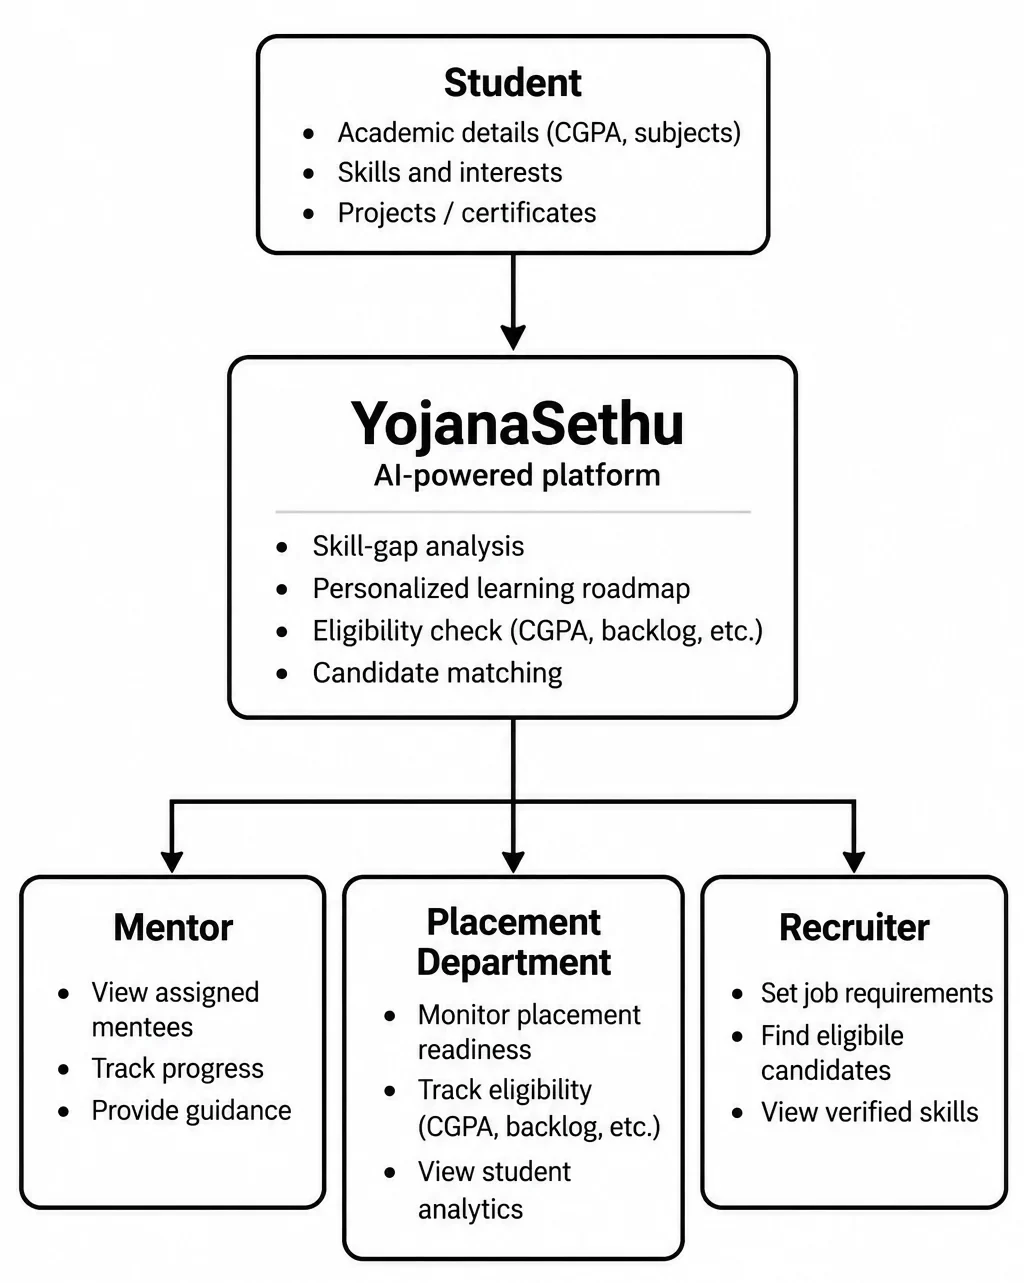 Student
• Academic details (CGPA, subjects)
• Skills and interests
• Projects / certificates
YojanaSethu
AI-powered platform
• Skill-gap analysis
• Personalized learning roadmap
• Eligibility check (CGPA, backlog, etc.)
• Candidate matching
Mentor
• View assigned
mentees
• Track progress
• Provide guidance
Placement
Department
• Monitor placement
readiness
• Track eligibility
(CGPA, backlog, etc.)
• View student
analytics
Recruiter
• Set job requirements
• Find eligibile
candidates
• View verified skills